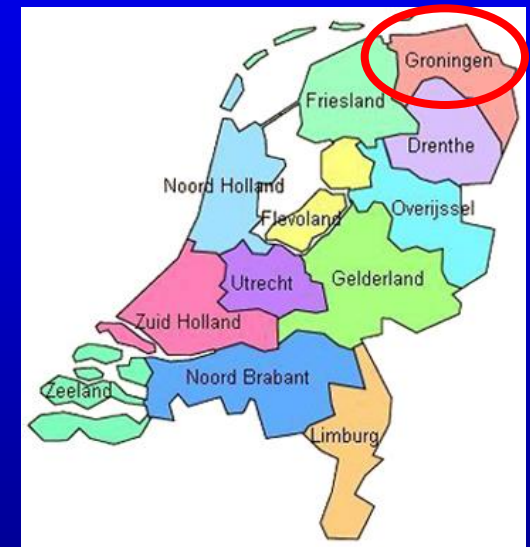 Groningen
Friesland
Drenthe
Noord Holland
Flevoland
Overijssel
Utrecht
Gelderland
Zuid Holland
Noord Brabant
Zeeland
Limburg